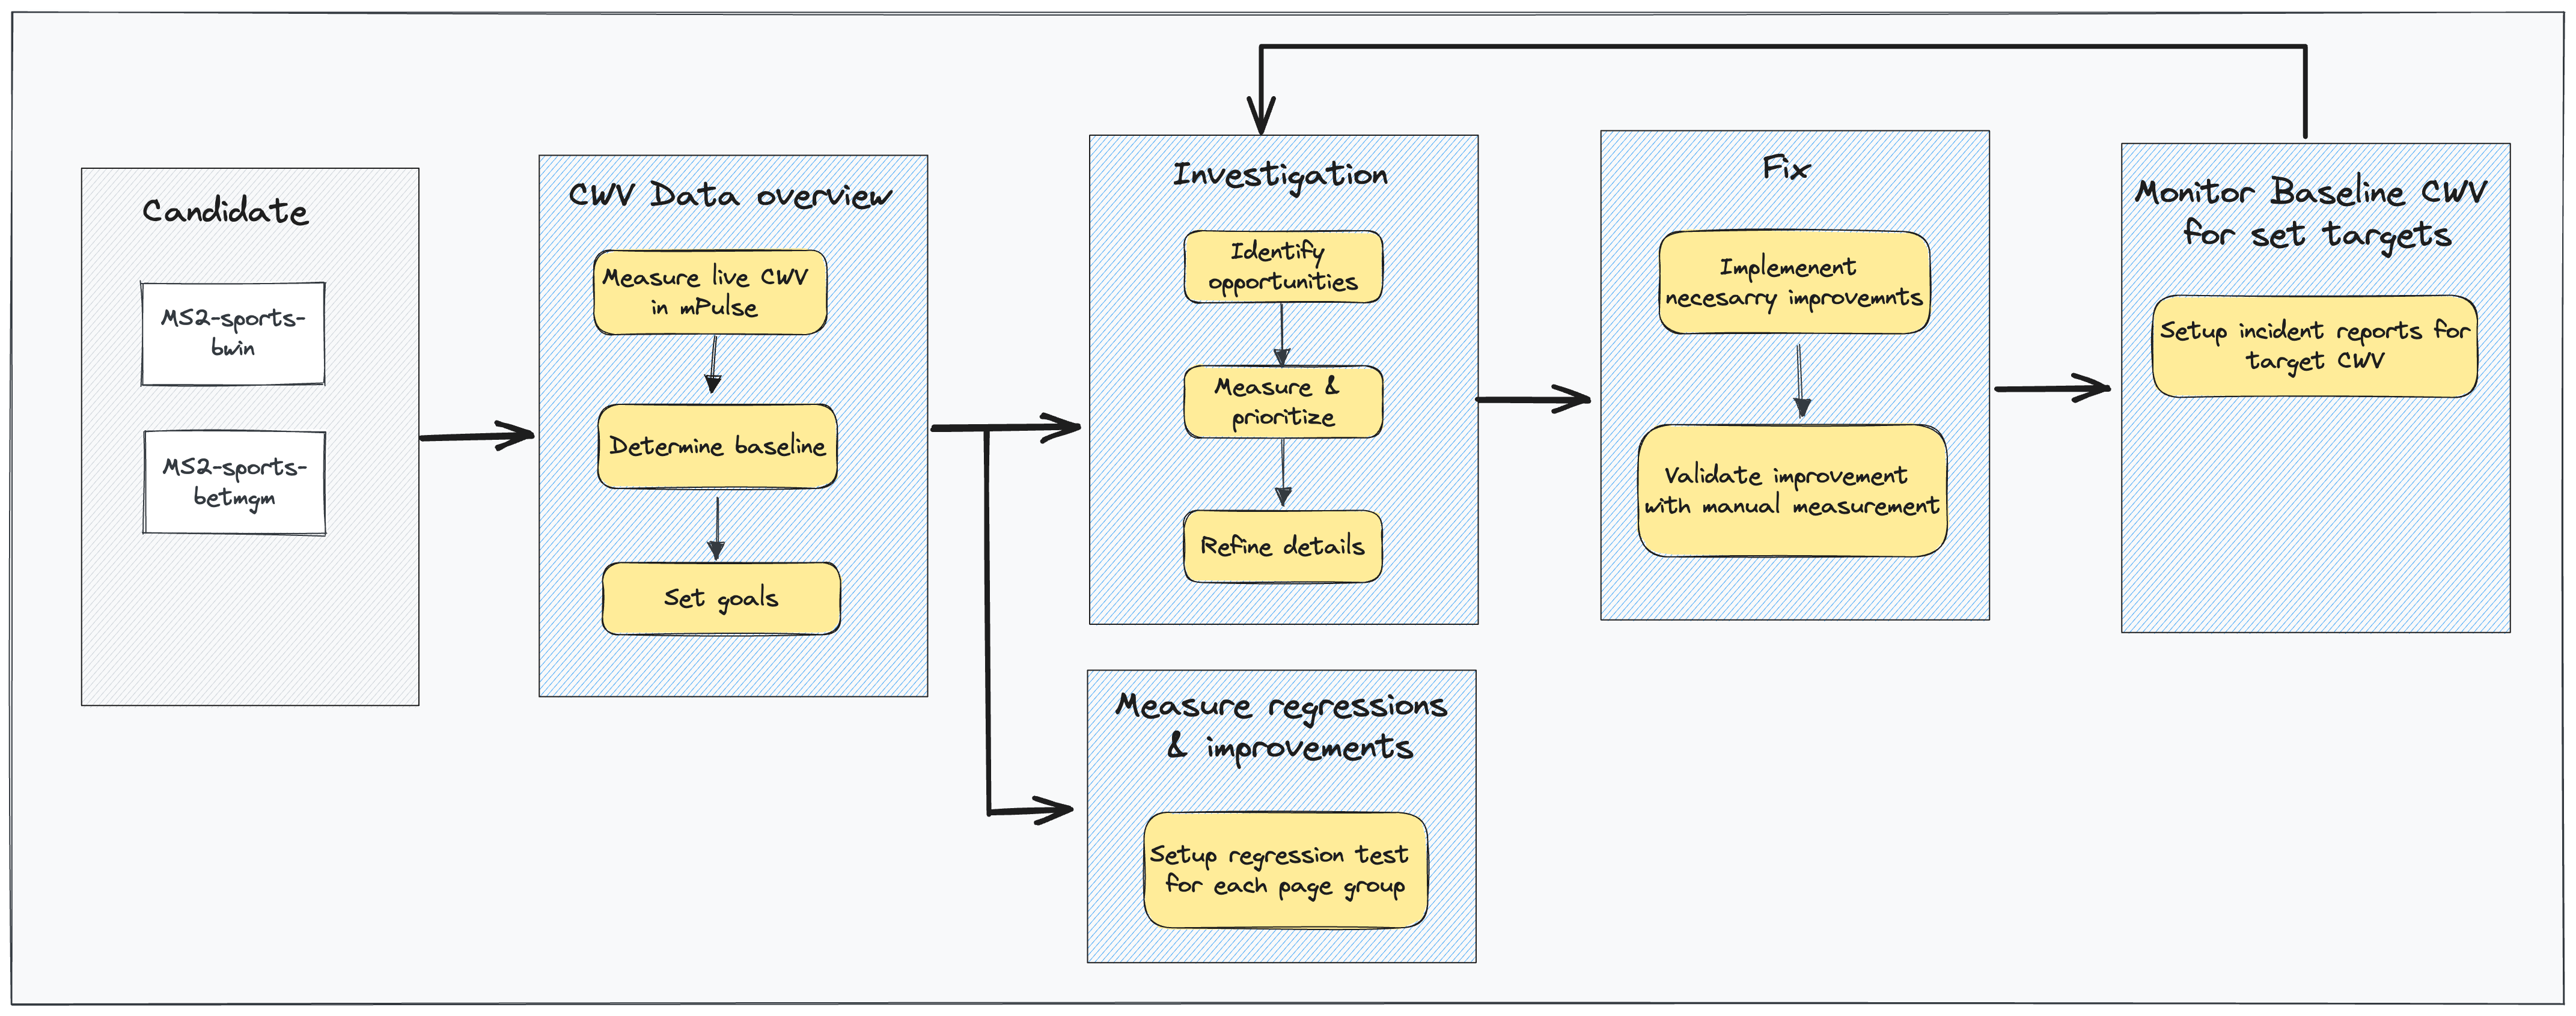 Candidate
MS2-sports-
bwin
MS2-sports-
betmgm
CWV Data overview
Measure live CWV
in mPulse
Determine baseline
Set goals
Investigation
Identify
opportunities
Measure &
prioritize
Refine details
Measure regressions
& improvements
Setup regression test
for each page group
Fix
Implemenent
necesarry improvemnts
Validate improvement
with manual measurement
Monitor Baseline CWV
for set targets
Setup incident reports for
target CWV